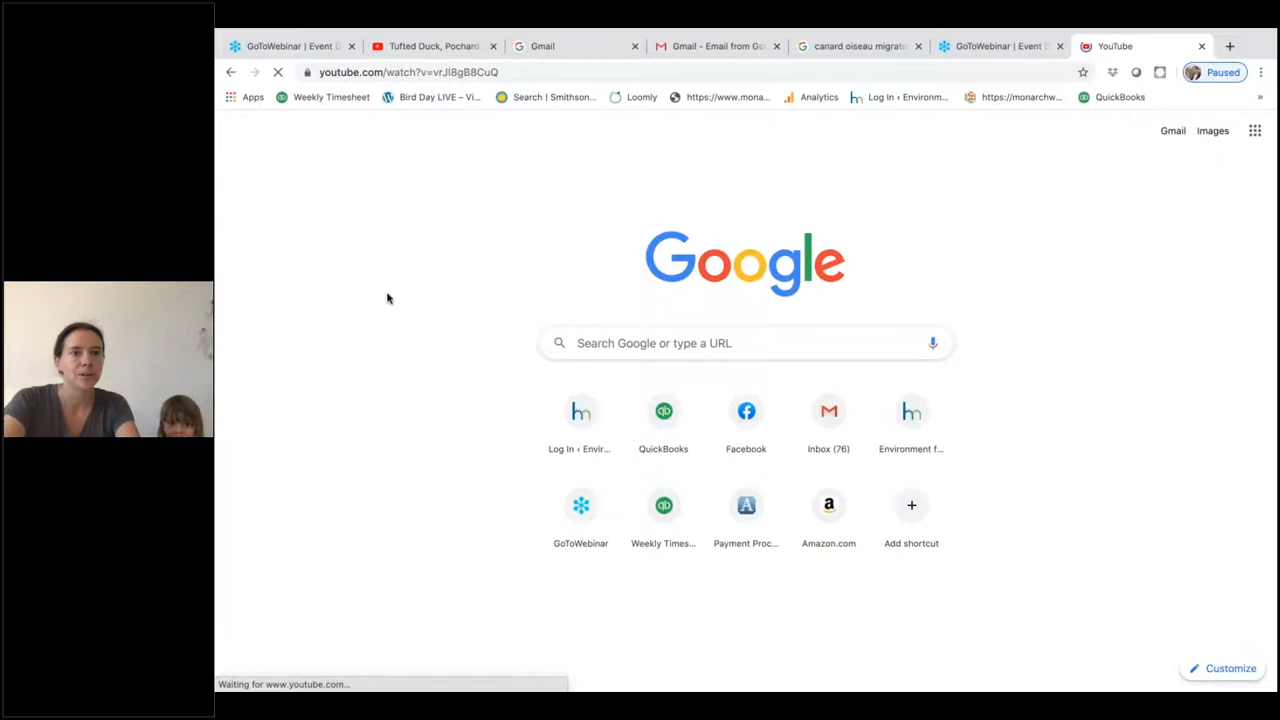 GoToWebinar | Event D
Tufted Duck, Pochard
Gmail
Gmail - Email from Go
canard oiseau migrat
GoToWebinar | Event D
YouTube
youtube.com/watch?v=vrJl8gB8CuQ
Paused
Apps
Weekly Timesheet
Bird Day LIVE – Vi...
Search | Smithson...
Loomly
https://www.mona...
Analytics
Log In ‹ Environm...
https://monarchw...
QuickBooks
»
Gmail
Images
Google
Search Google or type a URL
Log In ‹ Envir...
QuickBooks
Facebook
Inbox (76)
Environment f...
GoToWebinar
Weekly Times...
Payment Proc...
Amazon.com
Add shortcut
Customize
Waiting for www.youtube.com...